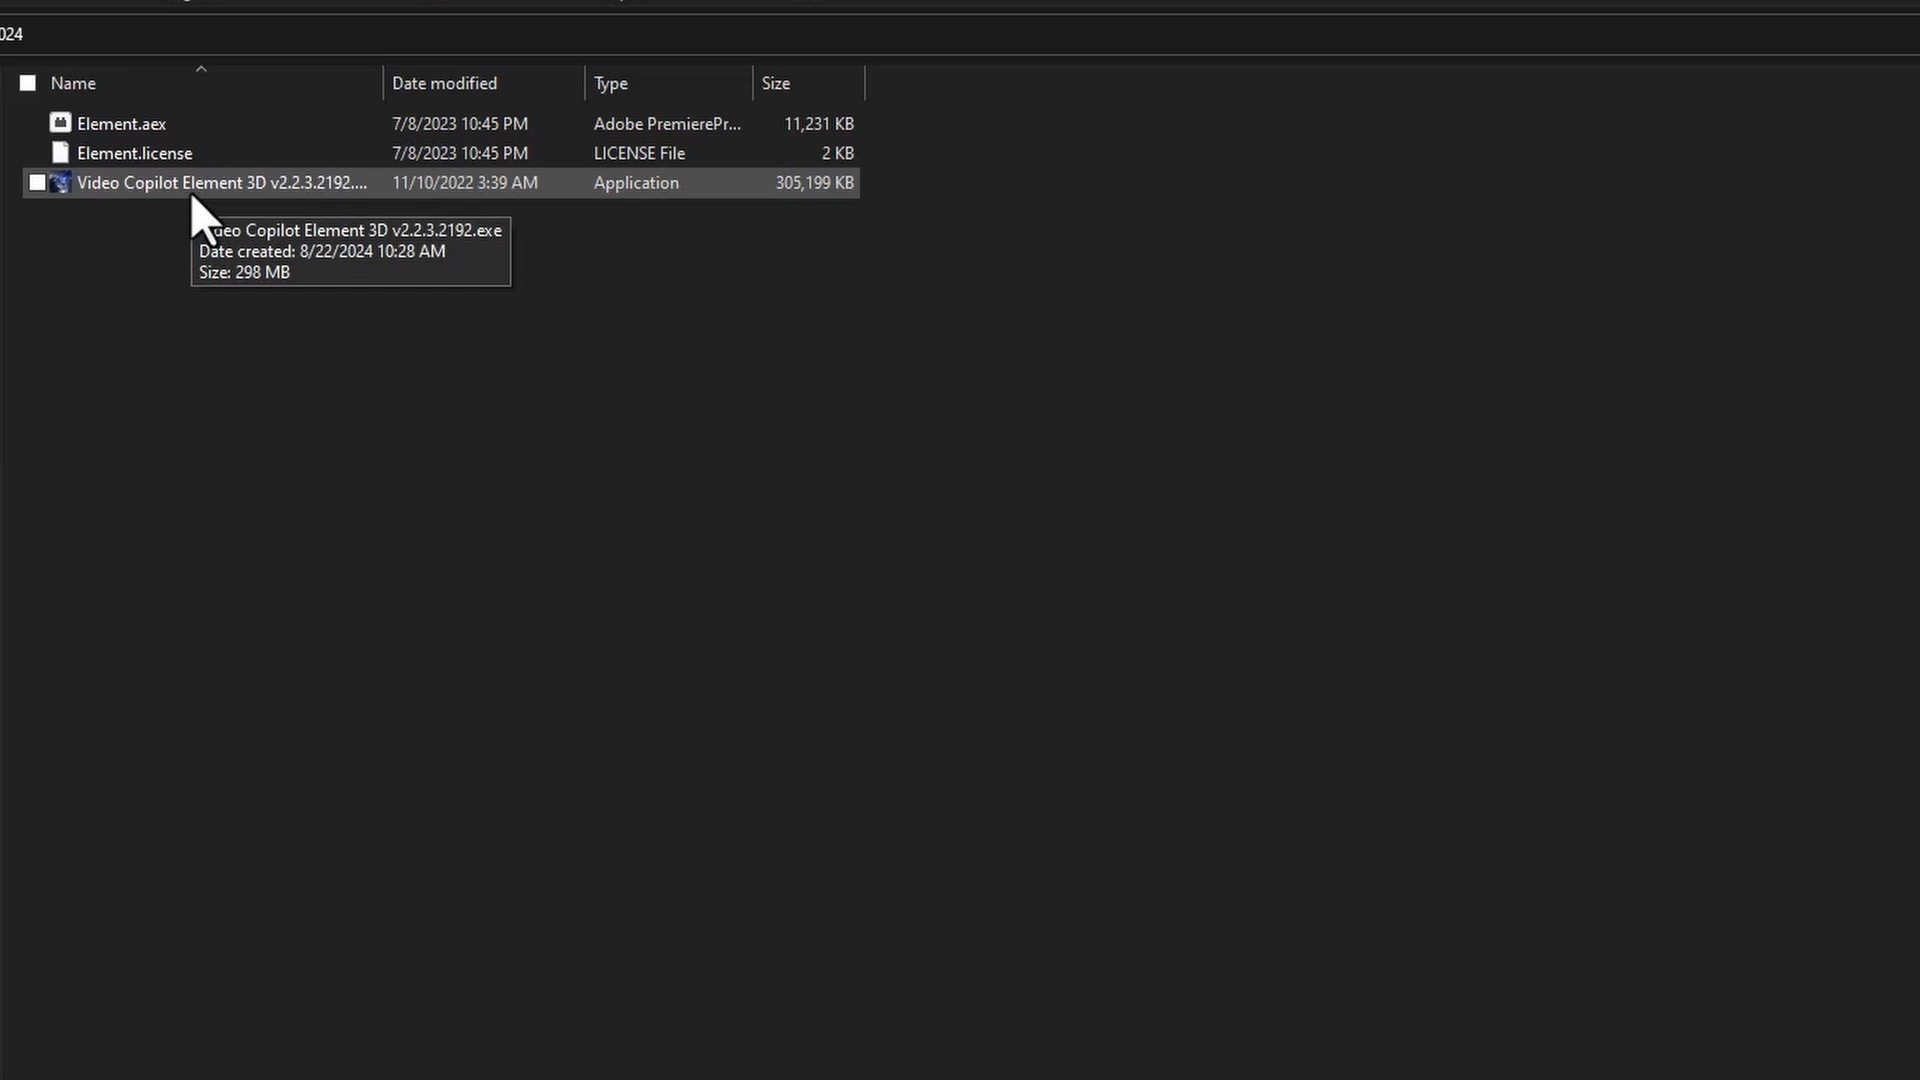 024
Name Date modified Type Size
Element.aex 7/8/2023 10:45 PM Adobe PremierePr... 11,231 KB
Element.license 7/8/2023 10:45 PM LICENSE File 2 KB
Video Copilot Element 3D v2.2.3.2192.... 11/10/2022 3:39 AM Application 305,199 KB
Copilot Element 3D v2.2.3.2192.exe
Date created: 8/22/2024 10:28 AM
Size: 298 MB